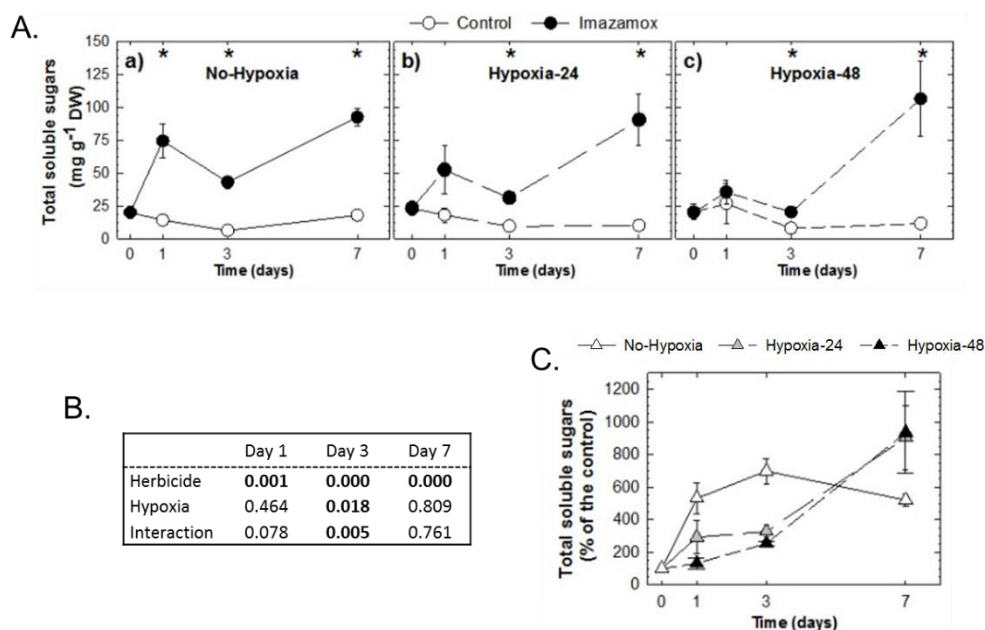 A.
Control Imazamox
Total soluble sugars
(mg g⁻¹ DW)
150
125
100
75
50
25
0
a) * * *
No-Hypoxia
b) * *
Hypoxia-24
c) * *
Hypoxia-48
0 1 3 7 0 1 3 7 0 1 3 7
Time (days) Time (days) Time (days)
B.
Day 1 Day 3 Day 7
Herbicide 0.001 0.000 0.000
Hypoxia 0.464 0.018 0.809
Interaction 0.078 0.005 0.761
No-Hypoxia Hypoxia-24 Hypoxia-48
C.
Total soluble sugars
(% of the control)
1200
1000
800
600
400
200
0
0 1 3 7
Time (days)